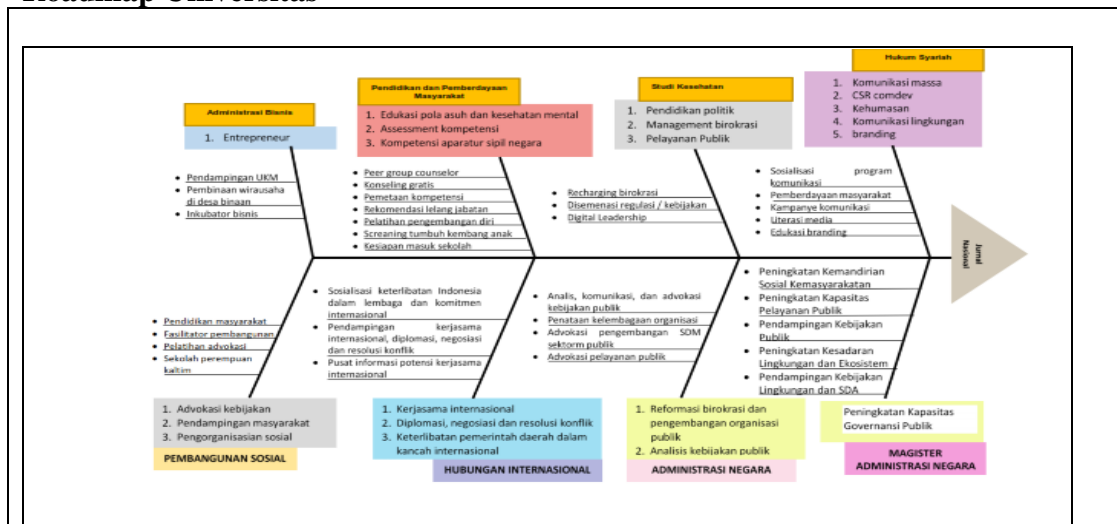 Roadmap Universitas
Administrasi Bisnis
1. Entrepreneur
Pendidikan dan Pemberdayaan
Masyarakat
1. Edukasi pola asuh dan kesehatan mental
2. Assessment kompetensi
3. Kompetensi aparatur sipil negara
Studi Kesehatan
1. Pendidikan politik
2. Management birokrasi
3. Pelayanan Publik
Hukum Syariah
1. Komunikasi massa
2. CSR comdev
3. Kehumasan
4. Komunikasi lingkungan
5. branding
• Pendampingan UKM
• Pembinaan wirausaha
di desa binaan
• Inkubator bisnis
• Peer group counselor
• Konseling gratis
• Pemetaan kompetensi
• Rekomendasi lelang jabatan
• Pelatihan pengembangan diri
• Screaning tumbuh kembang anak
• Kesiapan masuk sekolah
• Recharging birokrasi
• Disemenasi regulasi / kebijakan
• Digital Leadership
• Sosialisasi program
komunikasi
• Pemberdayaan masyarakat
• Kampanye komunikasi
• Literasi media
• Edukasi branding
Jurnal
Nasional
• Pendidikan masyarakat
• Fasilitator pembangunan
• Pelatihan advokasi
• Sekolah perempuan
kaltim
• Sosialisasi keterlibatan Indonesia
dalam lembaga dan komitmen
internasional
• Pendampingan kerjasama
internasional, diplomasi, negosiasi
dan resolusi konflik
• Pusat informasi potensi kerjasama
internasional
• Analis, komunikasi, dan advokasi
kebijakan publik
• Penataan kelembagaan organisasi
• Advokasi pengembangan SDM
sektorm publik
• Advokasi pelayanan publik
• Peningkatan Kemandirian
Sosial Kemasyarakatan
• Peningkatan Kapasitas
Pelayanan Publik
• Pendampingan Kebijakan
Publik
• Peningkatan Kesadaran
Lingkungan dan Ekosistem
• Pendampingan Kebijakan
Lingkungan dan SDA
1. Advokasi kebijakan
2. Pendampingan masyarakat
3. Pengorganisasian sosial
PEMBANGUNAN SOSIAL
1. Kerjasama internasional
2. Diplomasi, negosiasi dan resolusi konflik
3. Keterlibatan pemerintah daerah dalam
kancah internasional
HUBUNGAN INTERNASIONAL
1. Reformasi birokrasi dan
pengembangan organisasi
publik
2. Analisis kebijakan publik
ADMINISTRASI NEGARA
Peningkatan Kapasitas
Governansi Publik
MAGISTER
ADMINISTRASI NEGARA